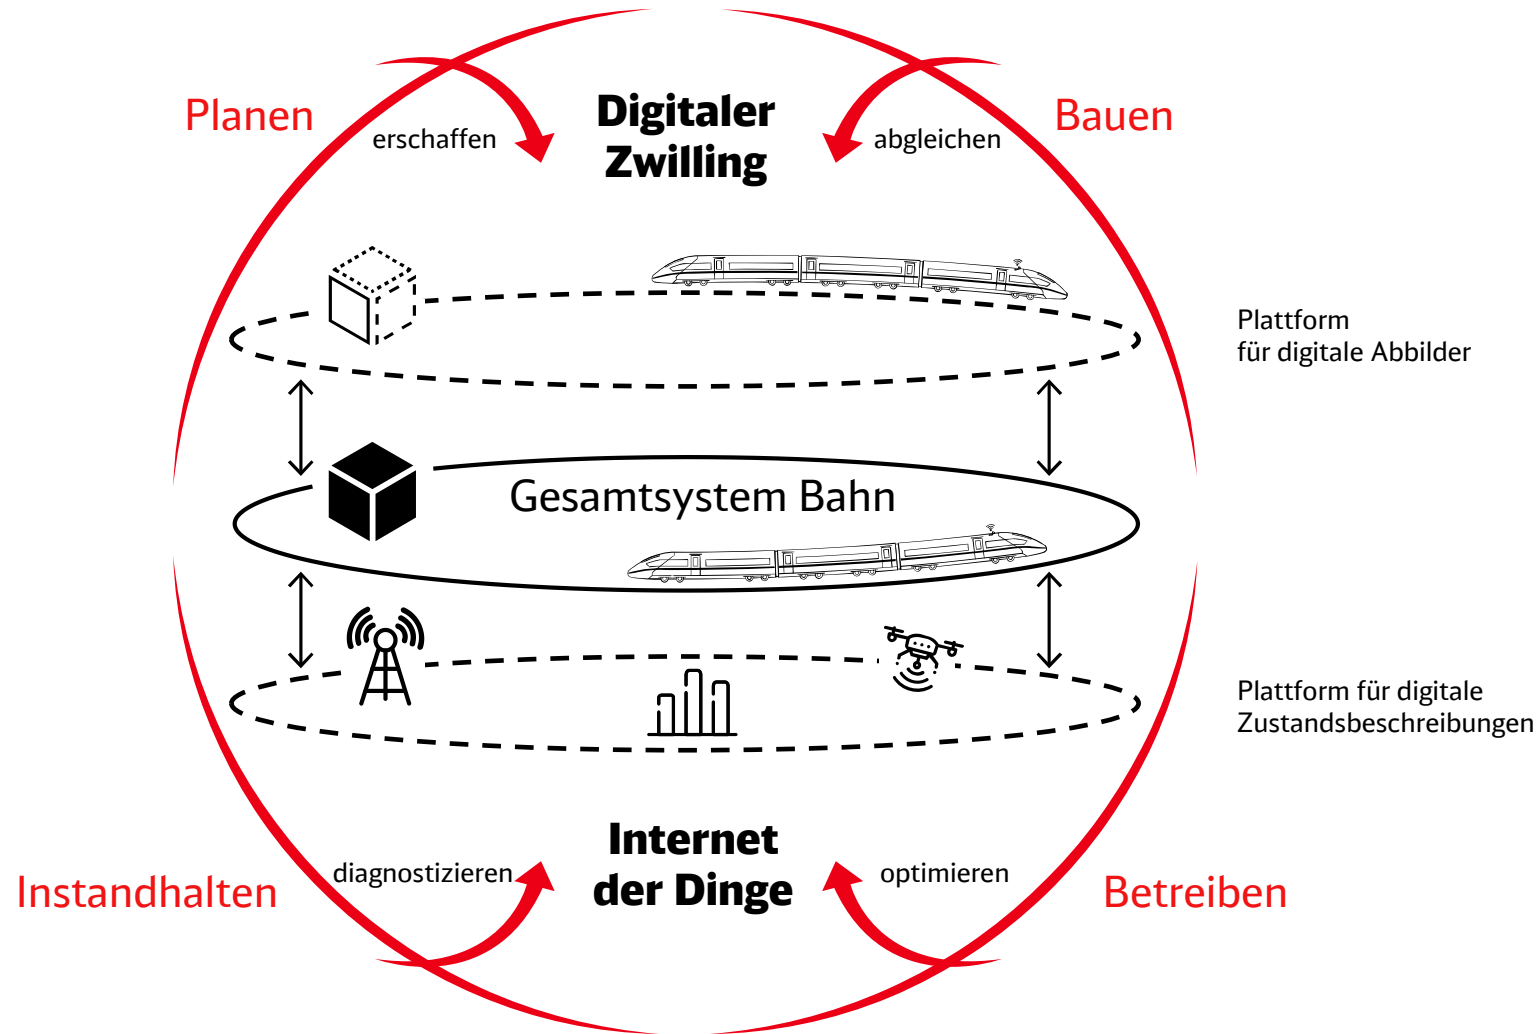 Planen
erschaffen
Digitaler
Zwilling
abgleichen
Bauen
Plattform
für digitale Abbilder
Gesamtsystem Bahn
Plattform für digitale
Zustandsbeschreibungen
Instandhalten
diagnostizieren
Internet
der Dinge
optimieren
Betreiben